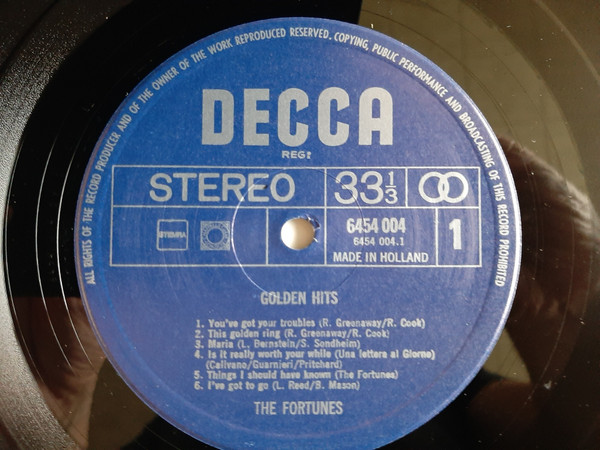 ALL RIGHTS OF THE RECORD PRODUCER AND OF THE OWNER OF THE WORK REPRODUCED RESERVED. COPYING, PUBLIC PERFORMANCE AND BROADCASTING OF THIS RECORD PROHIBITED
DECCA
REGD
STEREO 33 1/3
STEMRA
6454 004
6454 004.1
MADE IN HOLLAND
1
GOLDEN HITS
1. You've got your troubles (R. Greenaway/R. Cook)
2. This golden ring (R. Greenaway/R. Cook)
3. Maria (L. Bernstein/S. Sondheim)
4. Is it really worth your while (Una lettera al Giorno)
(Calivano/Guarnieri/Pritchard)
5. Things I should have known (The Fortunes)
6. I've got to go (L. Reed/B. Mason)
THE FORTUNES